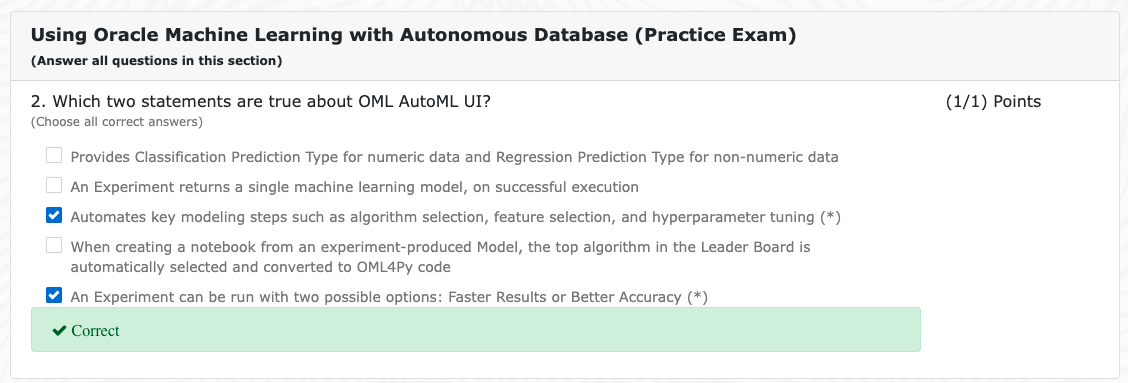 Using Oracle Machine Learning with Autonomous Database (Practice Exam)
(Answer all questions in this section)
2. Which two statements are true about OML AutoML UI?
(1/1) Points
(Choose all correct answers)
Provides Classification Prediction Type for numeric data and Regression Prediction Type for non-numeric data
An Experiment returns a single machine learning model, on successful execution
Automates key modeling steps such as algorithm selection, feature selection, and hyperparameter tuning (*)
When creating a notebook from an experiment-produced Model, the top algorithm in the Leader Board is
automatically selected and converted to OML4Py code
An Experiment can be run with two possible options: Faster Results or Better Accuracy (*)
Correct